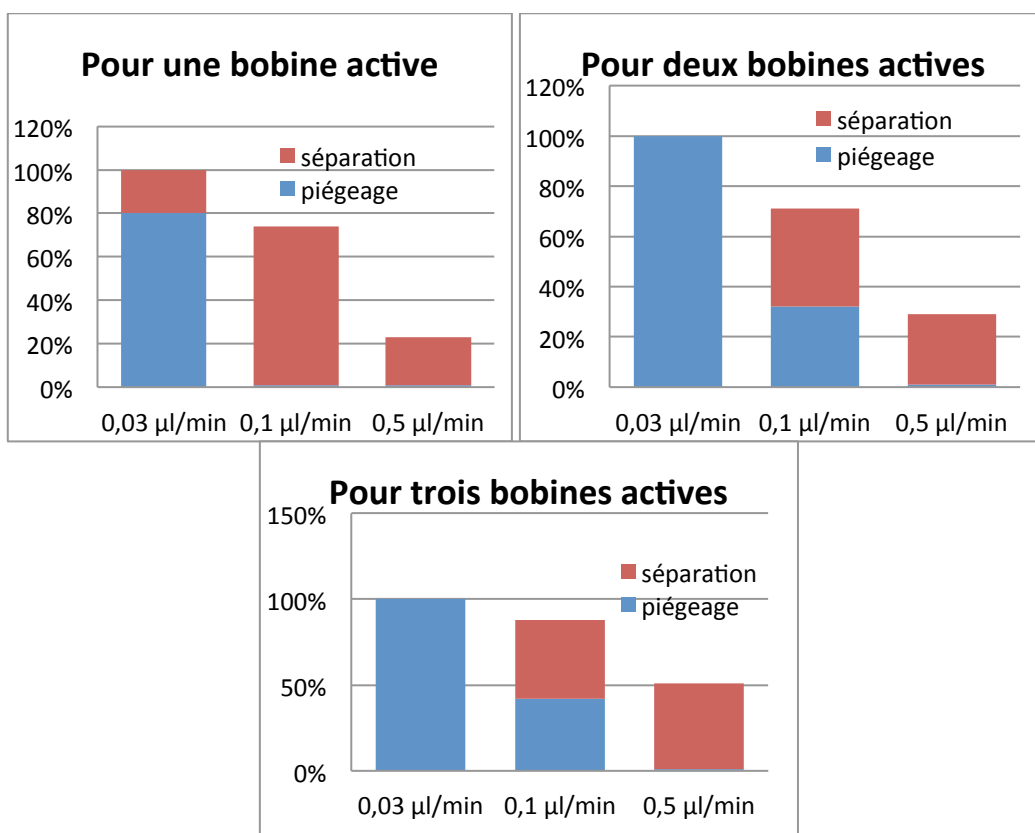 Pour une bobine active
120%
100%
80%
60%
40%
20%
0%
séparation
piégeage
0,03 µl/min 0,1 µl/min 0,5 µl/min
Pour deux bobines actives
120%
100%
80%
60%
40%
20%
0%
séparation
piégeage
0,03 µl/min 0,1 µl/min 0,5 µl/min
Pour trois bobines actives
150%
100%
50%
0%
séparation
piégeage
0,03 µl/min 0,1 µl/min 0,5 µl/min